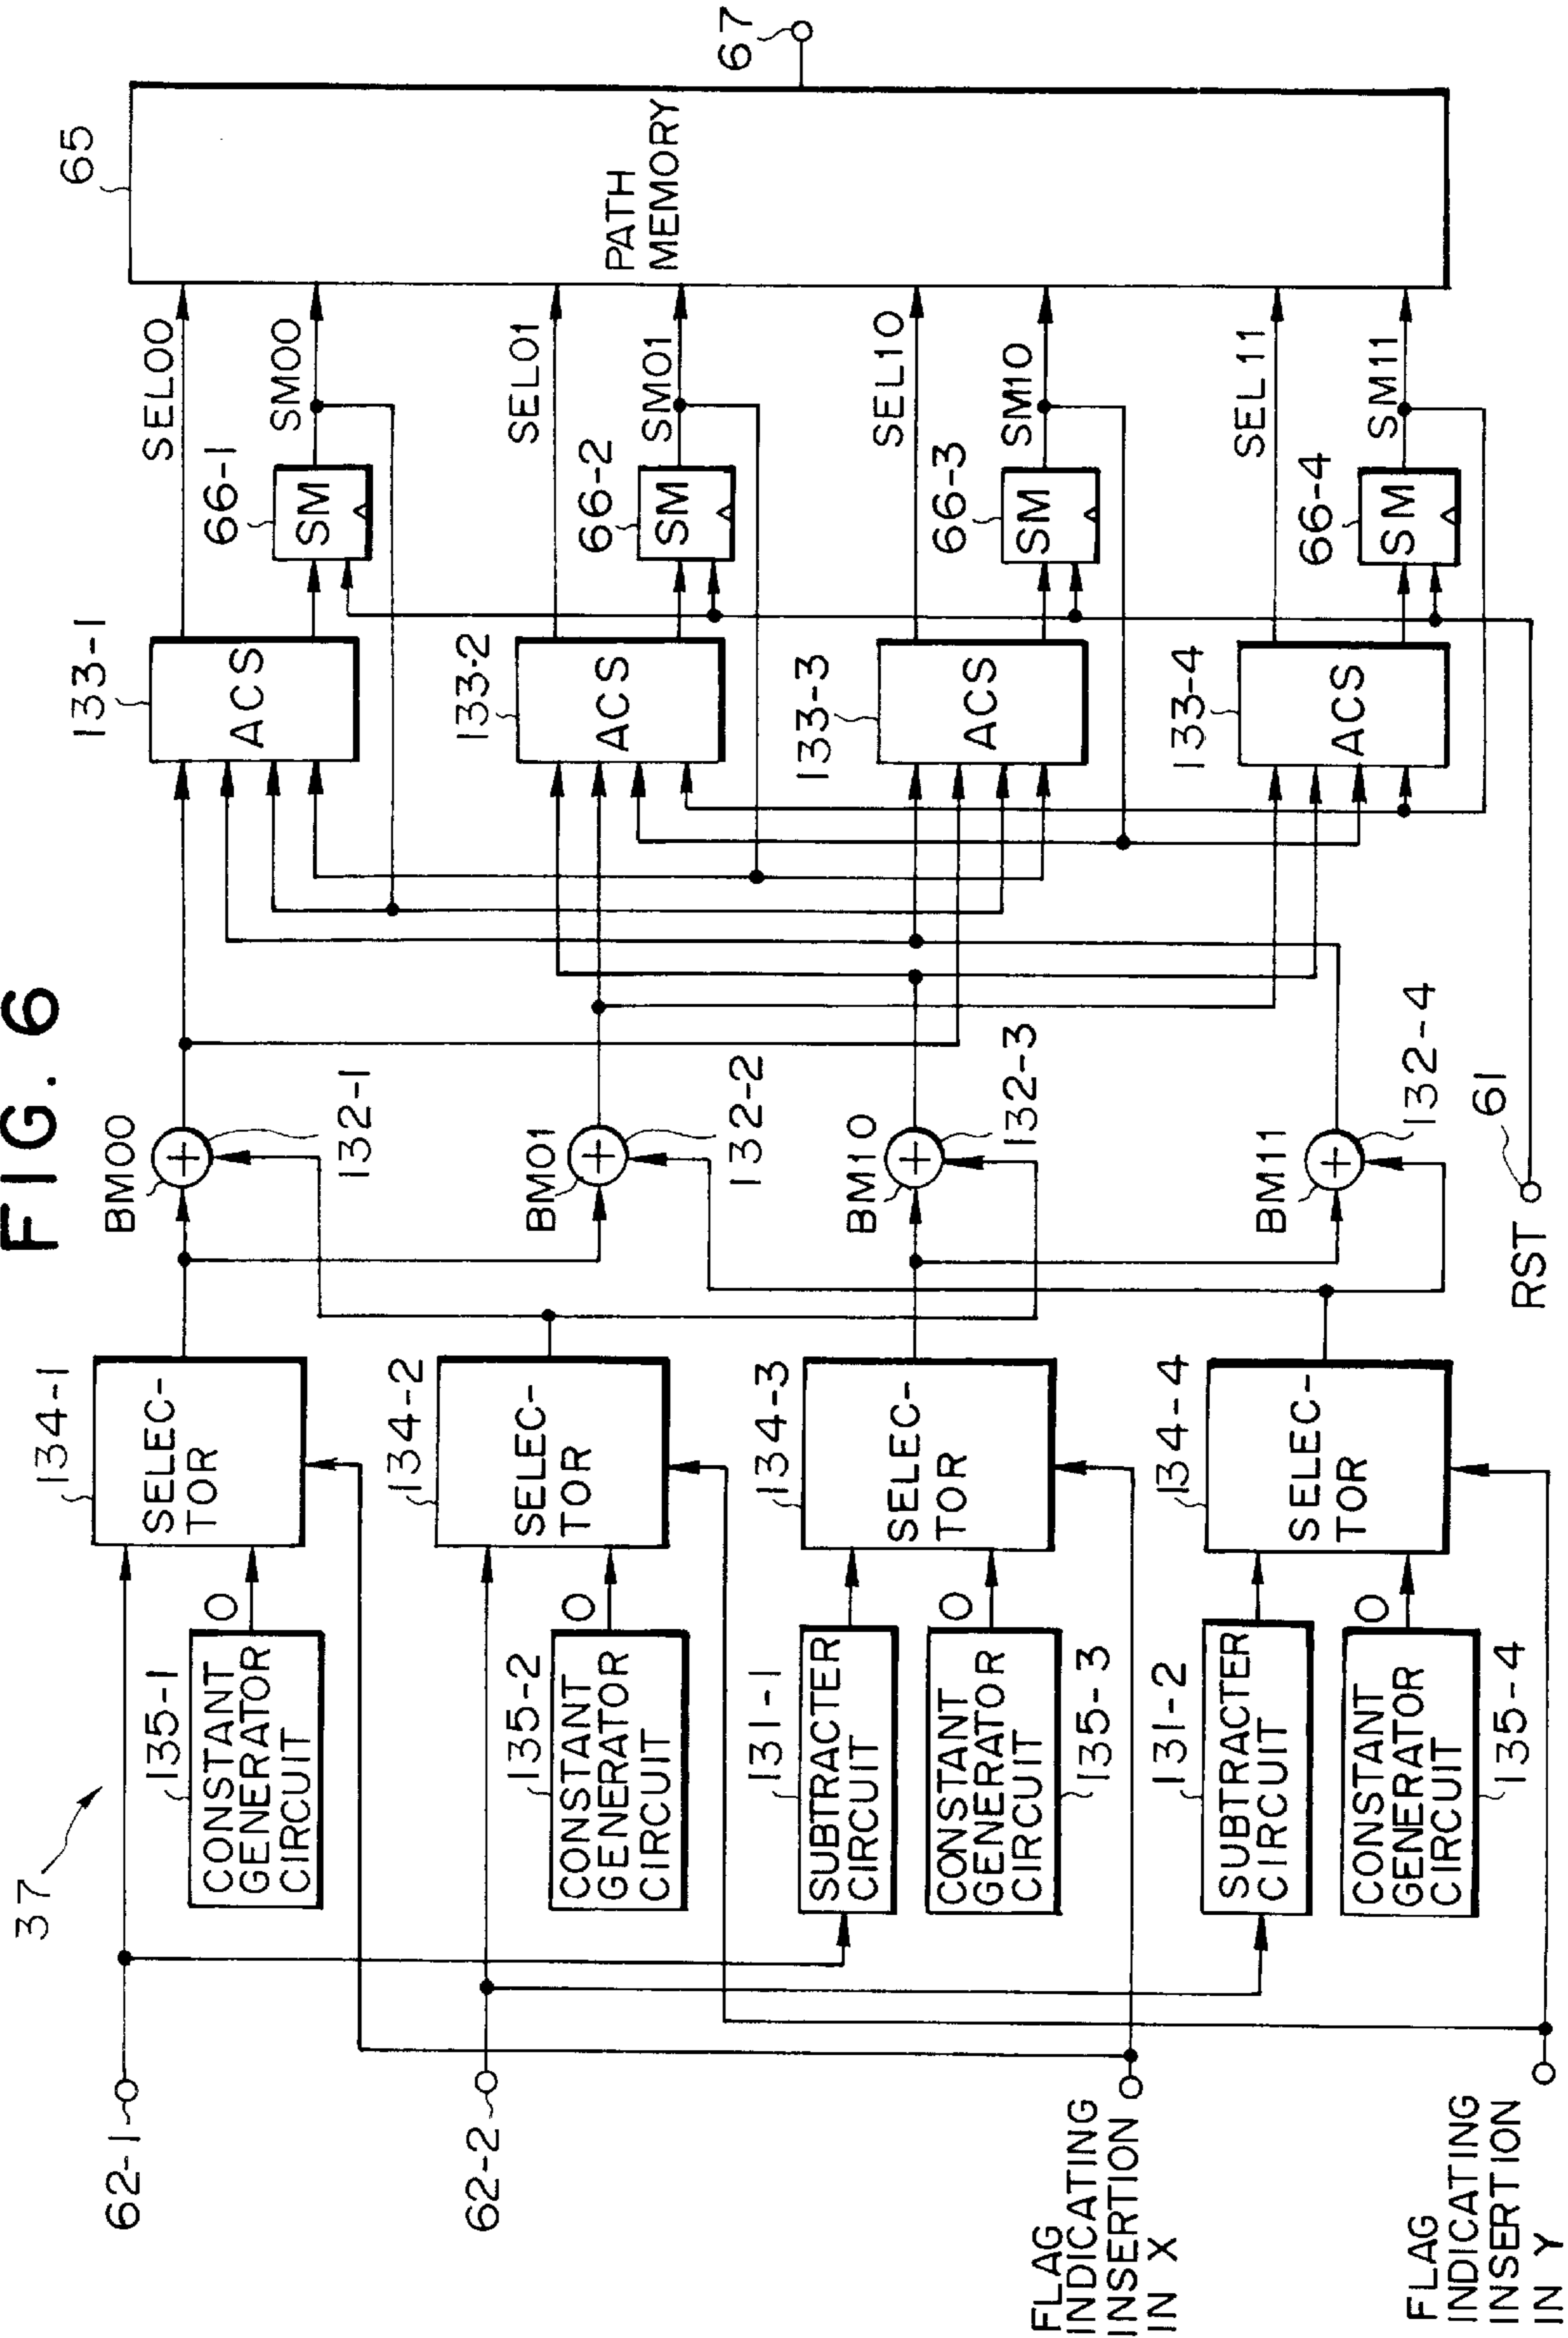 FIG. 6
37
62-1
62-2
FLAG
INDICATING
INSERTION
IN X
FLAG
INDICATING
INSERTION
IN Y
135-1
CONSTANT
GENERATOR
CIRCUIT
0
135-2
CONSTANT
GENERATOR
CIRCUIT
0
131-1
SUBTRACTER
CIRCUIT
CONSTANT
GENERATOR
CIRCUIT
0
135-3
131-2
SUBTRACTER
CIRCUIT
CONSTANT
GENERATOR
CIRCUIT
0
135-4
134-1
SELEC-
TOR
134-2
SELEC-
TOR
134-3
SELEC-
TOR
134-4
SELEC-
TOR
BM00
132-1
BM01
132-2
BM10
132-3
BM11
132-4
RST
61
133-1
ACS
133-2
ACS
133-3
ACS
133-4
ACS
SEL00
66-1
SM
SM00
SEL01
66-2
SM
SM01
SEL10
66-3
SM
SM10
SEL11
66-4
SM
SM11
65
PATH
MEMORY
67